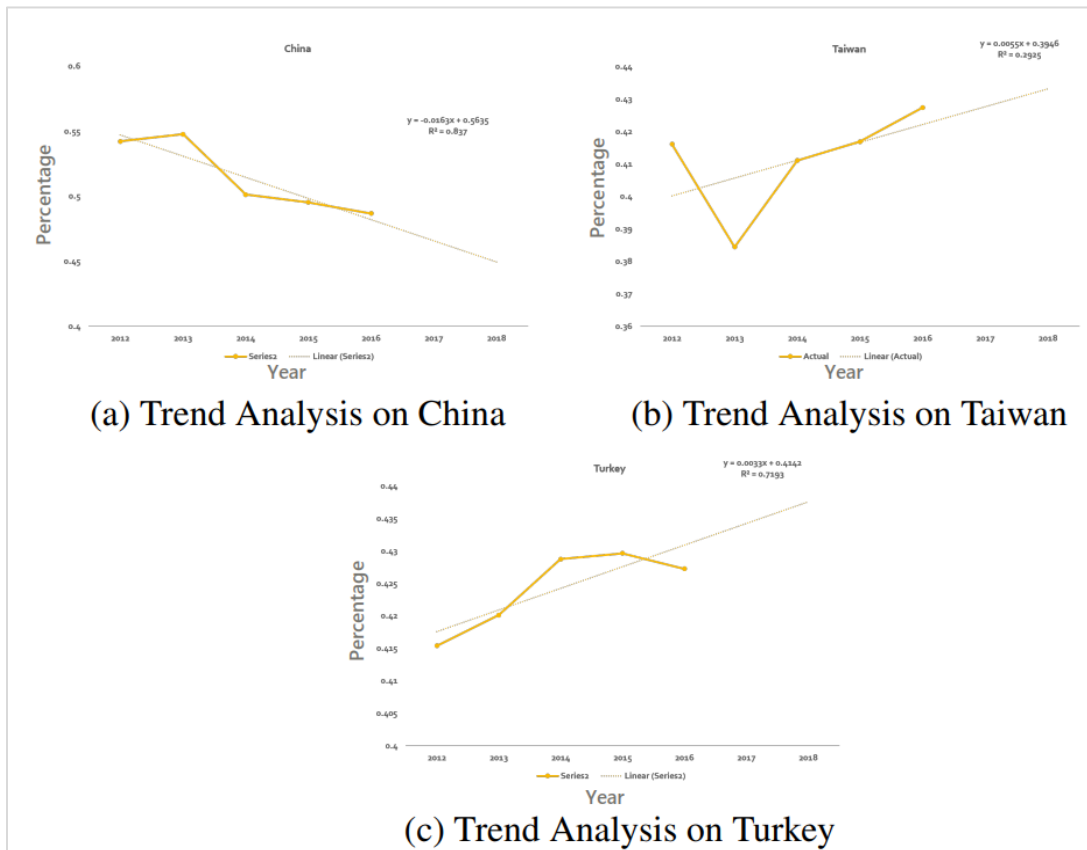 China
0.6
0.55
0.5
0.45
0.4
Percentage
y = -0.0163x + 0.5635
R² = 0.837
2012 2013 2014 2015 2016 2017 2018
Series2 Linear (Series2)
Year
(a) Trend Analysis on China
Taiwan
y = 0.0055x + 0.3946
R² = 0.2925
0.44
0.43
0.42
0.41
0.4
0.39
0.38
0.37
0.36
Percentage
2012 2013 2014 2015 2016 2017 2018
Actual Linear (Actual)
Year
(b) Trend Analysis on Taiwan
Turkey
y = 0.0033x + 0.4142
R² = 0.7193
0.44
0.435
0.43
0.425
0.42
0.415
0.41
0.405
0.4
Percentage
2012 2013 2014 2015 2016 2017 2018
Series2 Linear (Series2)
Year
(c) Trend Analysis on Turkey